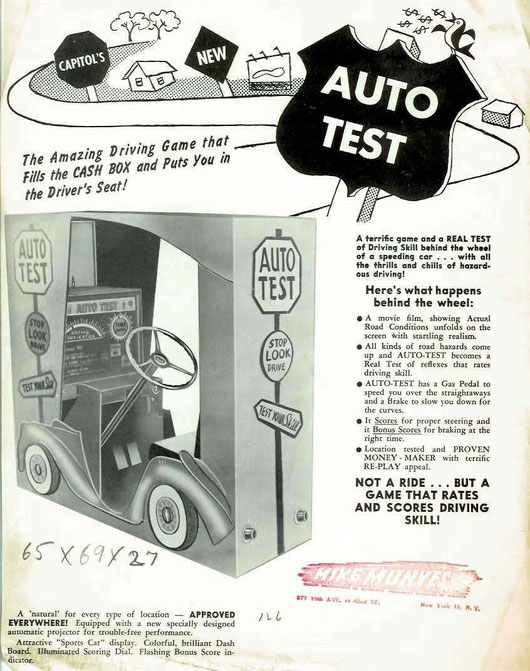 CAPITOL'S
NEW
AUTO
TEST
The Amazing Driving Game that
Fills the CASH BOX and Puts You in
the Driver's Seat!
A terrific game and a REAL TEST
of Driving Skill behind the wheel
of a speeding car . . . with all
the thrills and chills of hazard-
ous driving!
Here's what happens
behind the wheel:
● A movie film, showing Actual
Road Conditions unfolds on the
screen with startling realism.
● All kinds of road hazards come
up and AUTO-TEST becomes a
Real Test of reflexes that rates
driving skill.
● AUTO-TEST has a Gas Pedal to
speed you over the straightaways
and a Brake to slow you down for
the curves.
● It Scores for proper steering and
it Bonus Scores for braking at the
right time.
● Location tested and PROVEN
MONEY - MAKER with terrific
RE-PLAY appeal.
NOT A RIDE . . . BUT A
GAME THAT RATES
AND SCORES DRIVING
SKILL!
AUTO
TEST
STOP
LOOK
DRIVE
TEST YOUR Skill
AUTO TEST
AUTO
TEST
STOP
LOOK
DRIVE
TEST YOUR Skill
65 X 69 X 27
MIKE MUNVES
577 10th AVE. at 42nd ST.
New York 18, N. Y.
126
A 'natural' for every type of location — APPROVED
EVERYWHERE! Equipped with a new specially designed
automatic projector for trouble-free performance.
Attractive "Sports Car" display. Colorful, brilliant Dash
Board. Illuminated Scoring Dial. Flashing Bonus Score in-
dicator.